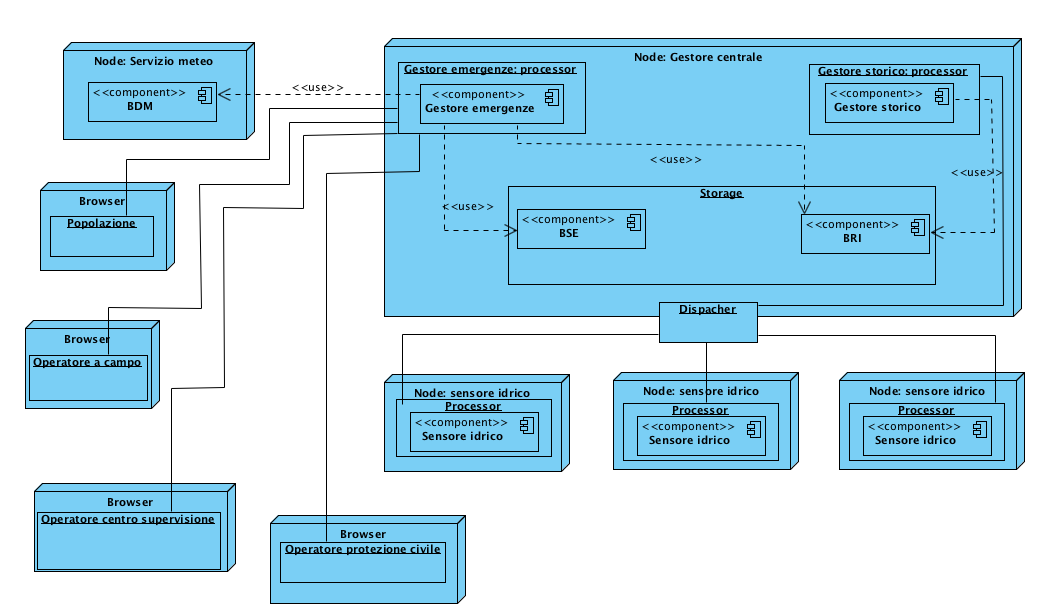 Node: Servizio meteo
<<component>>
BDM
<<use>>
Node: Gestore centrale
Gestore emergenze: processor
<<component>>
Gestore emergenze
Gestore storico: processor
<<component>>
Gestore storico
<<use>>
<<use>>
<<use>>
Storage
<<component>>
BSE
<<component>>
BRI
Dispacher
Browser
Popolazione
Browser
Operatore a campo
Browser
Operatore centro supervisione
Browser
Operatore protezione civile
Node: sensore idrico
Processor
<<component>>
Sensore idrico
Node: sensore idrico
Processor
<<component>>
Sensore idrico
Node: sensore idrico
Processor
<<component>>
Sensore idrico